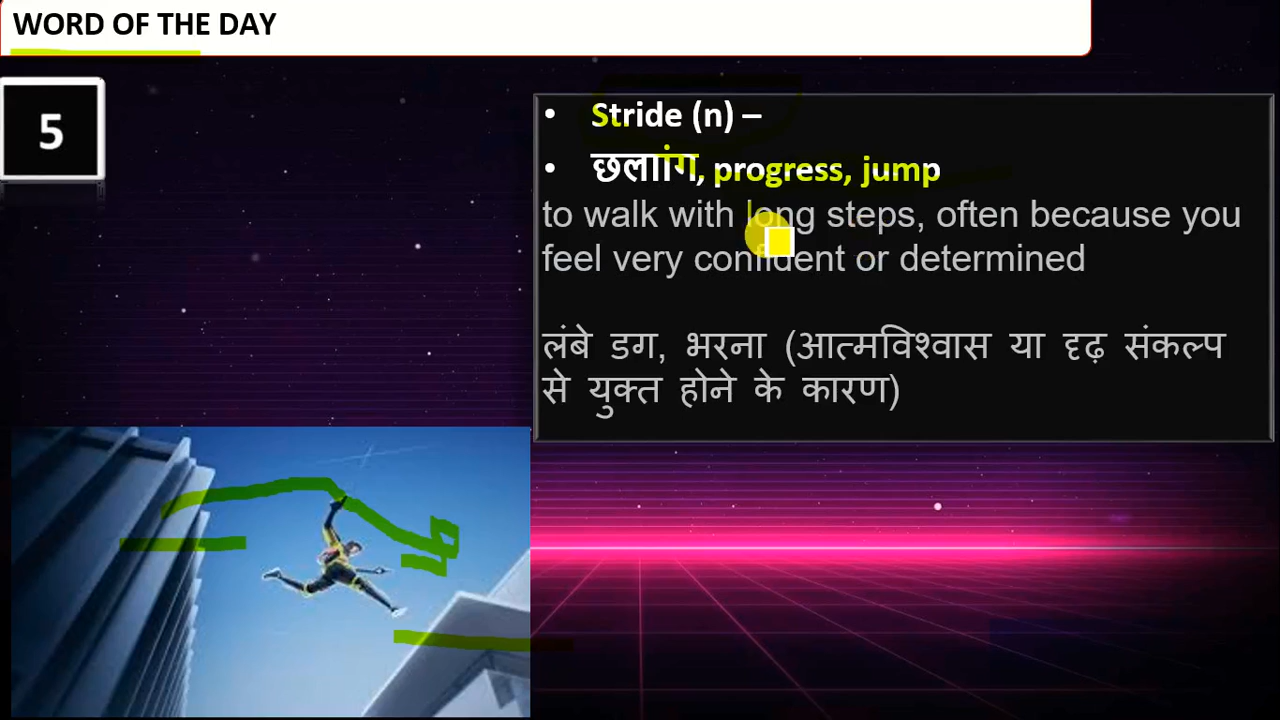 WORD OF THE DAY
5
• Stride (n) –
• छलाांग, progress, jump
to walk with long steps, often because you
feel very confident or determined
लंबे डग, भरना (आत्मविश्वास या दृढ़ संकल्प
से युक्त होने के कारण)